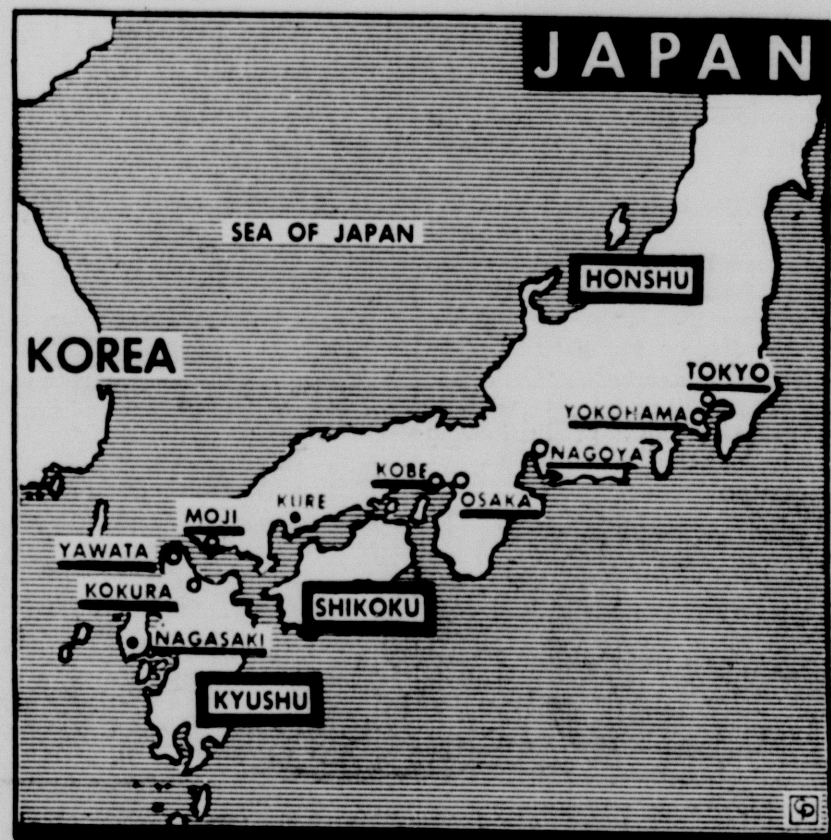 JAPAN
SEA OF JAPAN
HONSHU
KOREA
TOKYO
YOKOHAMA
NAGOYA
KOBE
OSAKA
KURE
MOJI
YAWATA
KOKURA
SHIKOKU
NAGASAKI
KYUSHU
CP